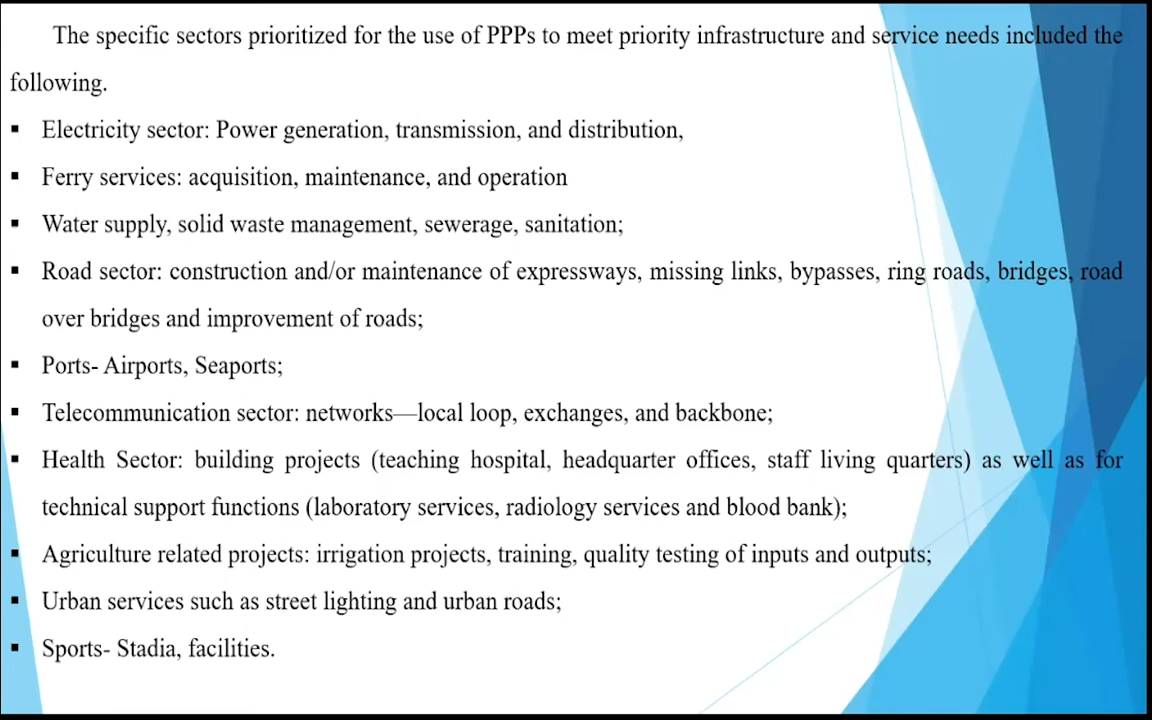 The specific sectors prioritized for the use of PPPs to meet priority infrastructure and service needs included the
following.
▪ Electricity sector: Power generation, transmission, and distribution,
▪ Ferry services: acquisition, maintenance, and operation
▪ Water supply, solid waste management, sewerage, sanitation;
▪ Road sector: construction and/or maintenance of expressways, missing links, bypasses, ring roads, bridges, road
over bridges and improvement of roads;
▪ Ports- Airports, Seaports;
▪ Telecommunication sector: networks—local loop, exchanges, and backbone;
▪ Health Sector: building projects (teaching hospital, headquarter offices, staff living quarters) as well as for
technical support functions (laboratory services, radiology services and blood bank);
▪ Agriculture related projects: irrigation projects, training, quality testing of inputs and outputs;
▪ Urban services such as street lighting and urban roads;
▪ Sports- Stadia, facilities.